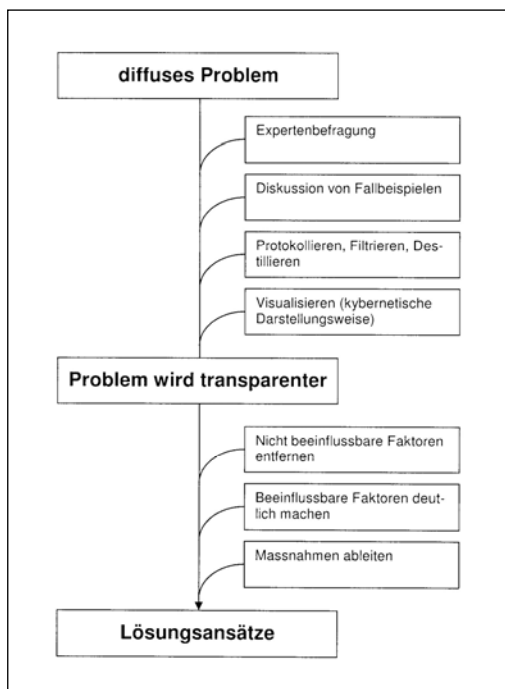 diffuses Problem
Expertenbefragung
Diskussion von Fallbeispielen
Protokollieren, Filtrieren, Des-
tillieren
Visualisieren (kybernetische
Darstellungsweise)
Problem wird transparenter
Nicht beeinflussbare Faktoren
entfernen
Beeinflussbare Faktoren deut-
lich machen
Massnahmen ableiten
Lösungsansätze